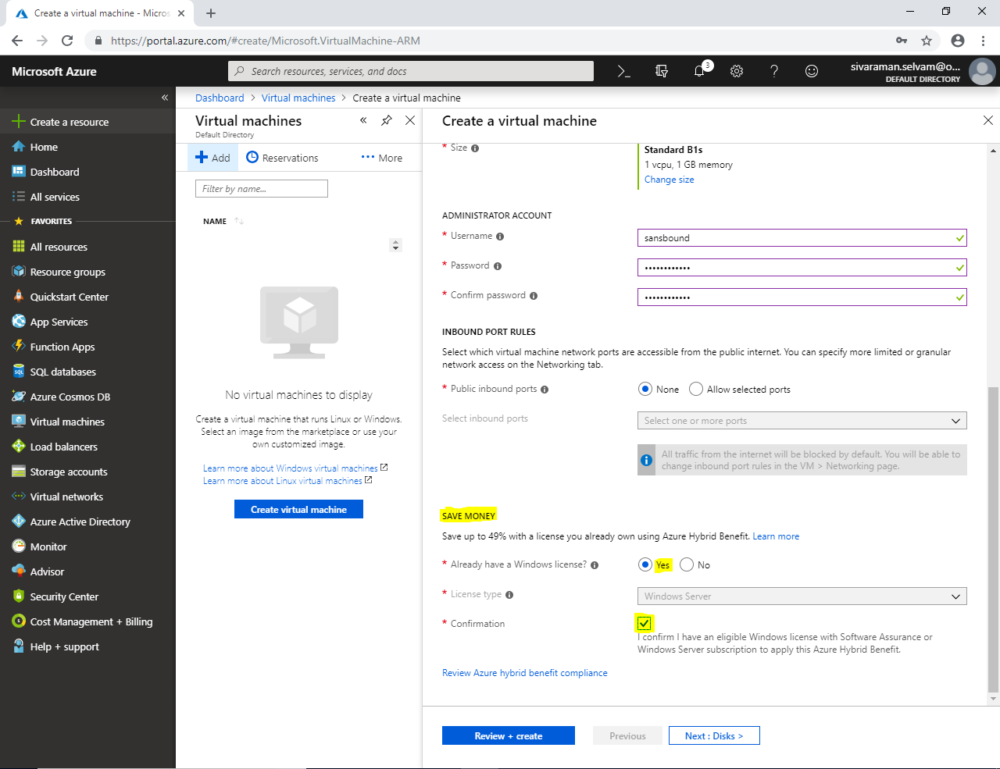 Create a virtual machine - Micros
https://portal.azure.com/#create/Microsoft.VirtualMachine-ARM
Microsoft Azure
Search resources, services, and docs
3
sivaraman.selvam@o...
DEFAULT DIRECTORY
Create a resource
Home
Dashboard
All services
FAVORITES
All resources
Resource groups
Quickstart Center
App Services
Function Apps
SQL databases
Azure Cosmos DB
Virtual machines
Load balancers
Storage accounts
Virtual networks
Azure Active Directory
Monitor
Advisor
Security Center
Cost Management + Billing
Help + support
Dashboard > Virtual machines > Create a virtual machine
Virtual machines
Default Directory
Add
Reservations
More
Filter by name...
NAME
No virtual machines to display
Create a virtual machine that runs Linux or Windows.
Select an image from the marketplace or use your
own customized image.
Learn more about Windows virtual machines
Learn more about Linux virtual machines
Create virtual machine
Create a virtual machine
* Size
Standard B1s
1 vcpu, 1 GB memory
Change size
ADMINISTRATOR ACCOUNT
* Username
sansbound
* Password
••••••••••••
* Confirm password
••••••••••••
INBOUND PORT RULES
Select which virtual machine network ports are accessible from the public internet. You can specify more limited or granular
network access on the Networking tab.
* Public inbound ports
None
Allow selected ports
Select inbound ports
Select one or more ports
All traffic from the internet will be blocked by default. You will be able to
change inbound port rules in the VM > Networking page.
SAVE MONEY
Save up to 49% with a license you already own using Azure Hybrid Benefit. Learn more
* Already have a Windows license?
Yes
No
* License type
Windows Server
* Confirmation
I confirm I have an eligible Windows license with Software Assurance or
Windows Server subscription to apply this Azure Hybrid Benefit.
Review Azure hybrid benefit compliance
Review + create
Previous
Next : Disks >